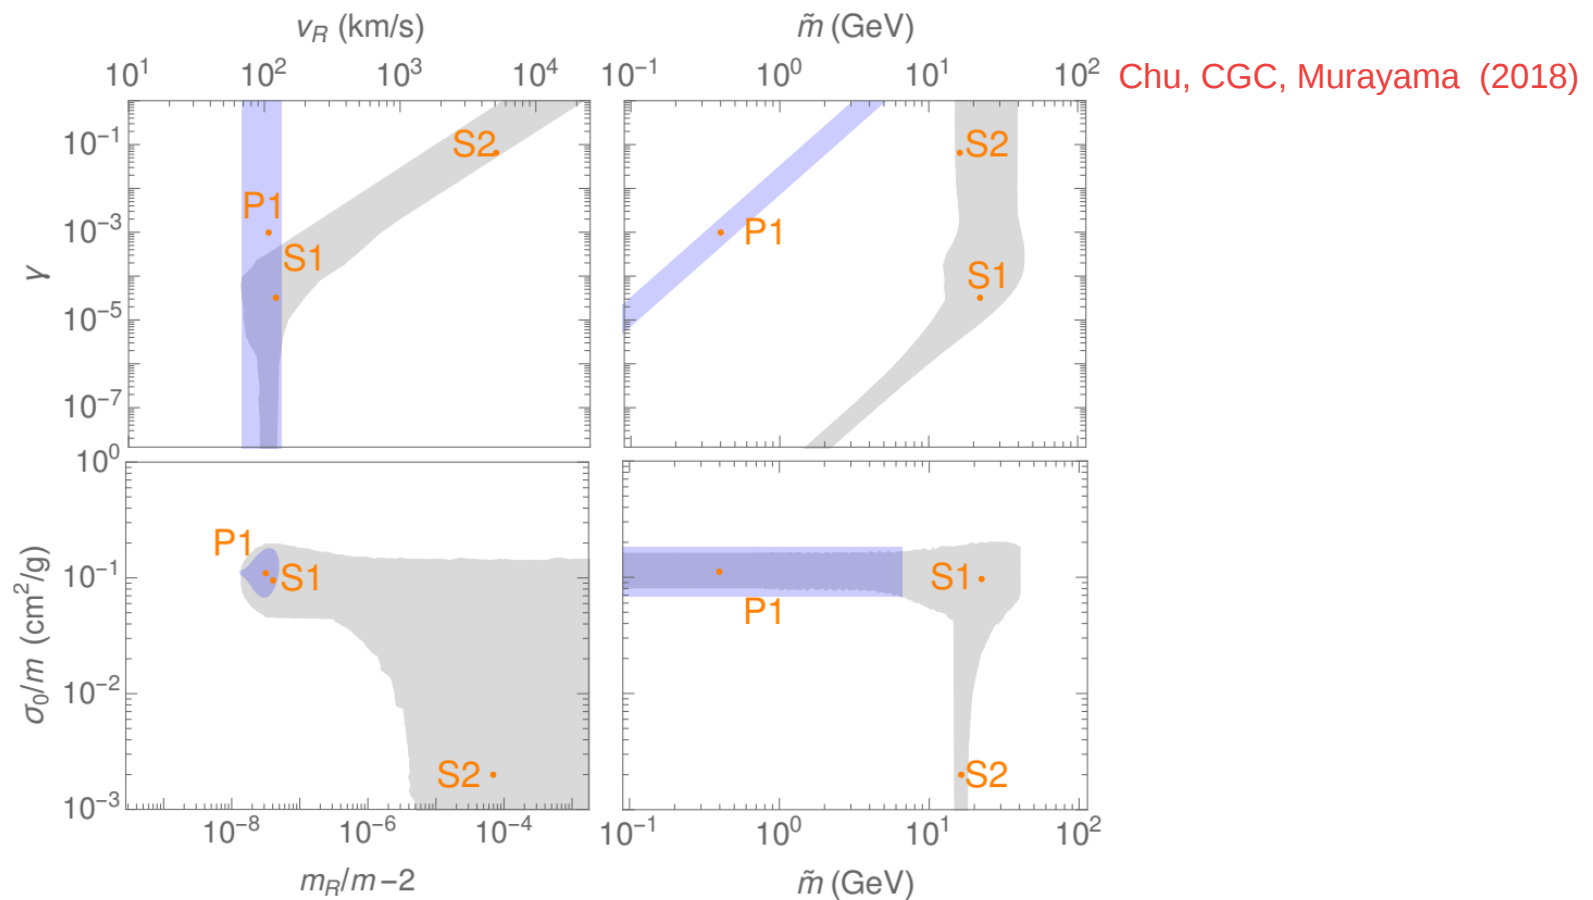 v_R (km/s)
m̃ (GeV)
10^1 10^2 10^3 10^4
10^−1 10^0 10^1 10^2
Chu, CGC, Murayama (2018)
γ
10^−1
10^−3
10^−5
10^−7
P1
S1
S2
P1
S1
S2
σ_0/m (cm^2/g)
10^0
10^−1
10^−2
10^−3
P1
S1
S2
S1
P1
S2
10^−8 10^−6 10^−4
10^−1 10^0 10^1 10^2
m_R/m−2
m̃ (GeV)